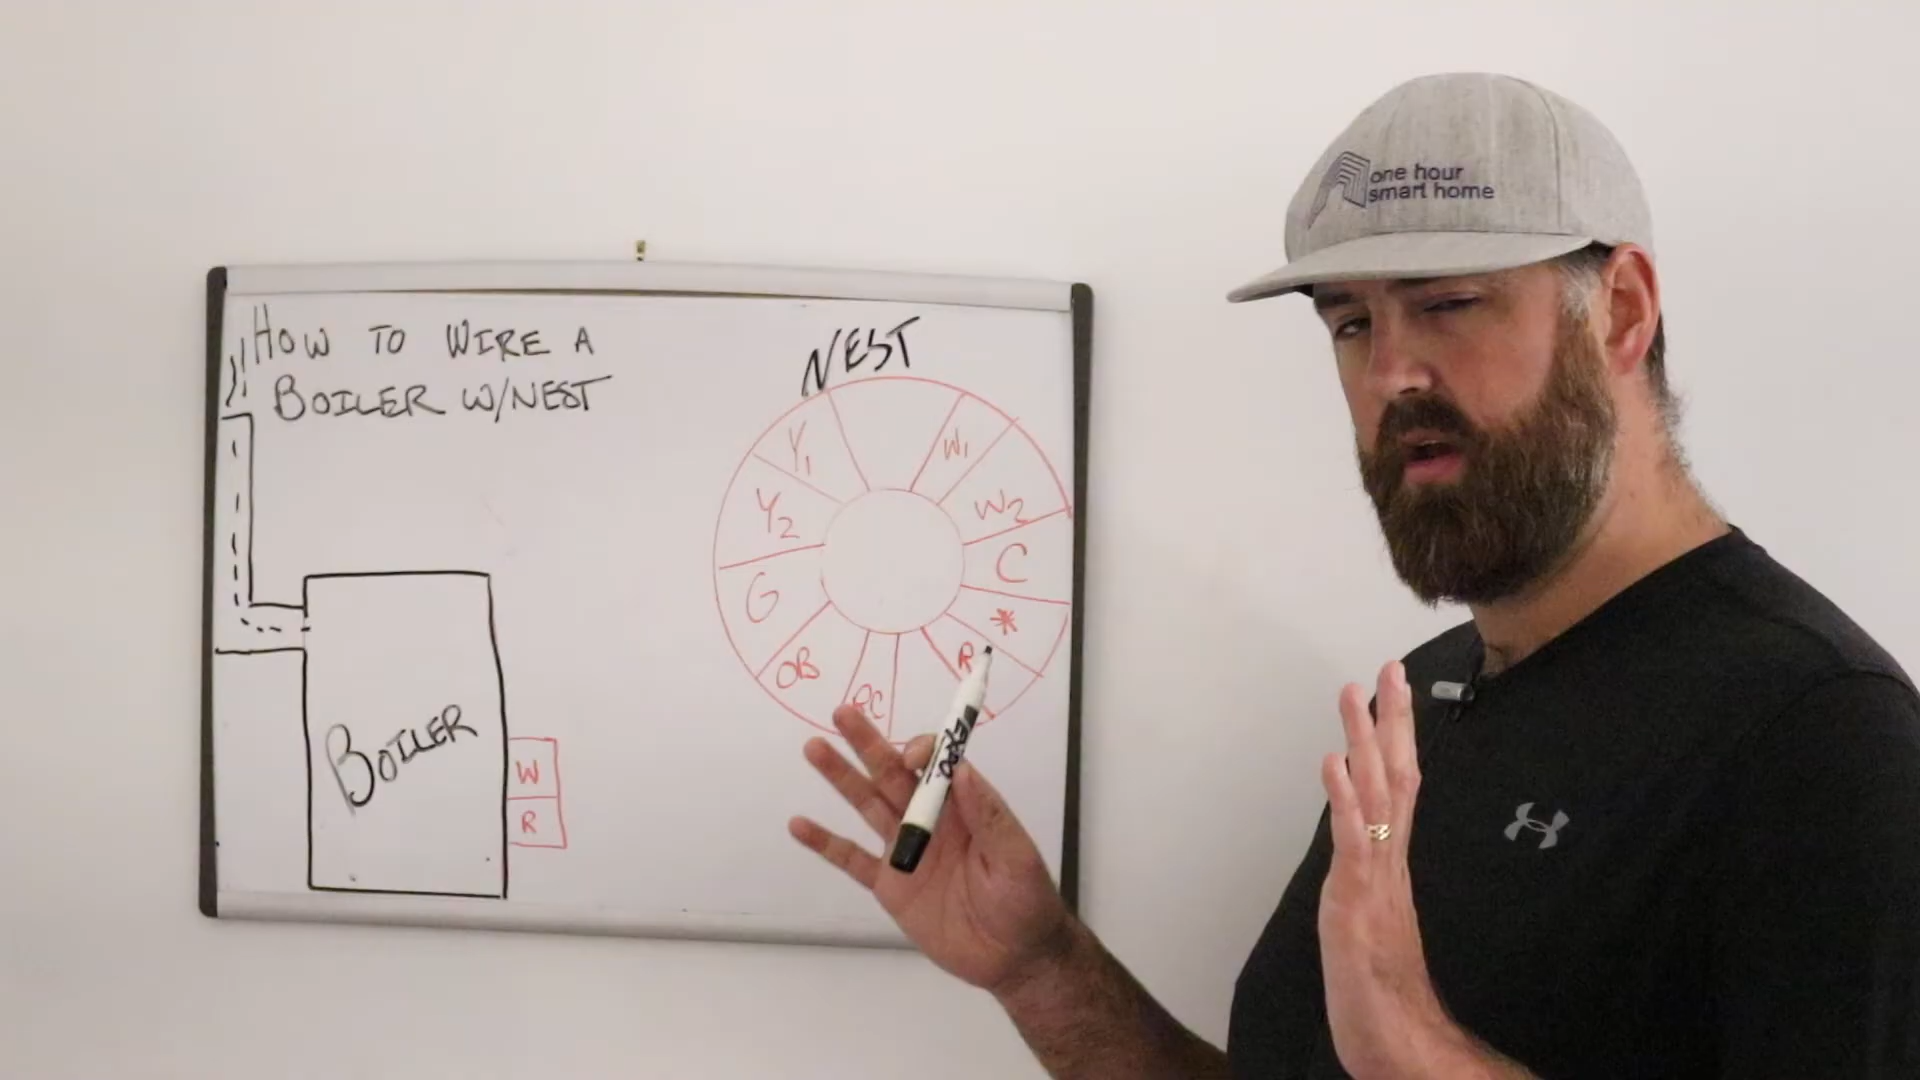 one hour
smart home
HOW TO WIRE A
BOILER W/NEST
NEST
Y1
W1
Y2
W2
C
G
*
OB
RC
R
BOILER
W
R
EXPO